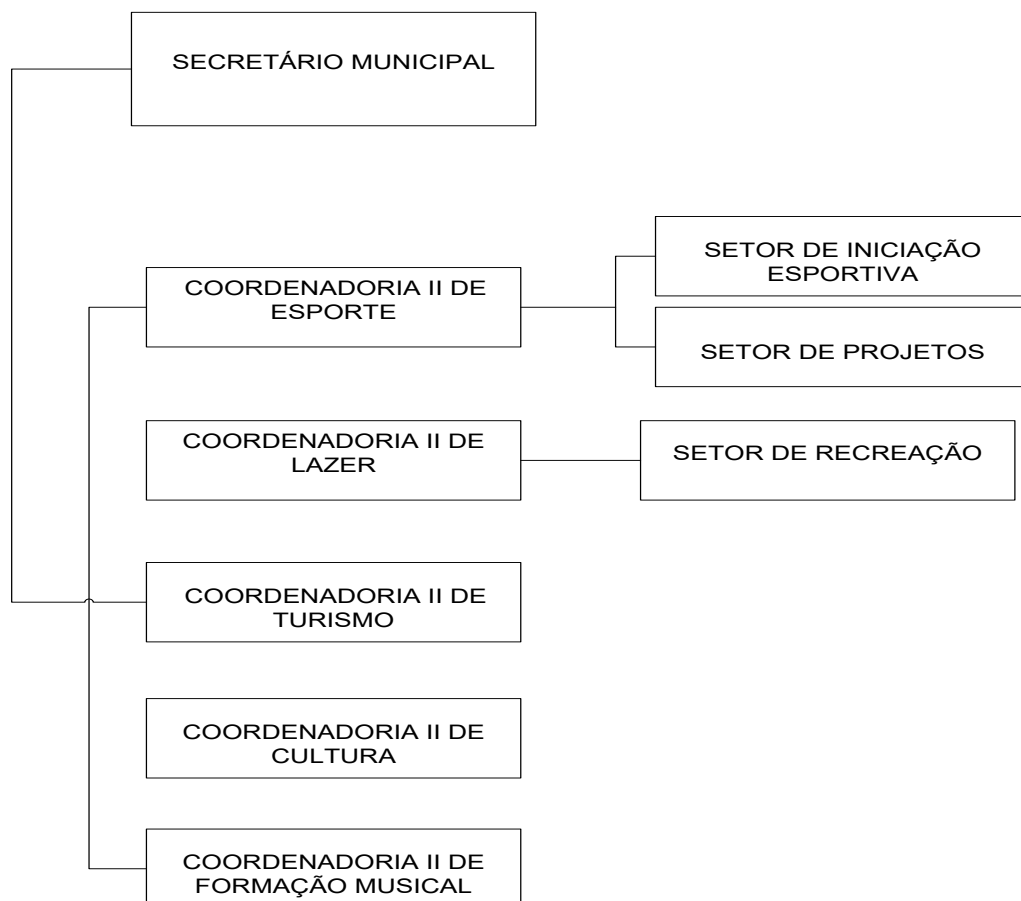 SECRETÁRIO MUNICIPAL
COORDENADORIA II DE
ESPORTE
SETOR DE INICIAÇÃO
ESPORTIVA
SETOR DE PROJETOS
COORDENADORIA II DE
LAZER
SETOR DE RECREAÇÃO
COORDENADORIA II DE
TURISMO
COORDENADORIA II DE
CULTURA
COORDENADORIA II DE
FORMAÇÃO MUSICAL